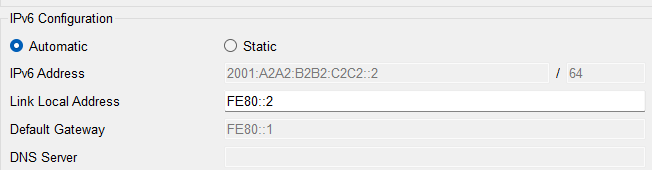 IPv6 Configuration
Automatic Static
IPv6 Address 2001:A2A2:B2B2:C2C2::2 / 64
Link Local Address FE80::2
Default Gateway FE80::1
DNS Server